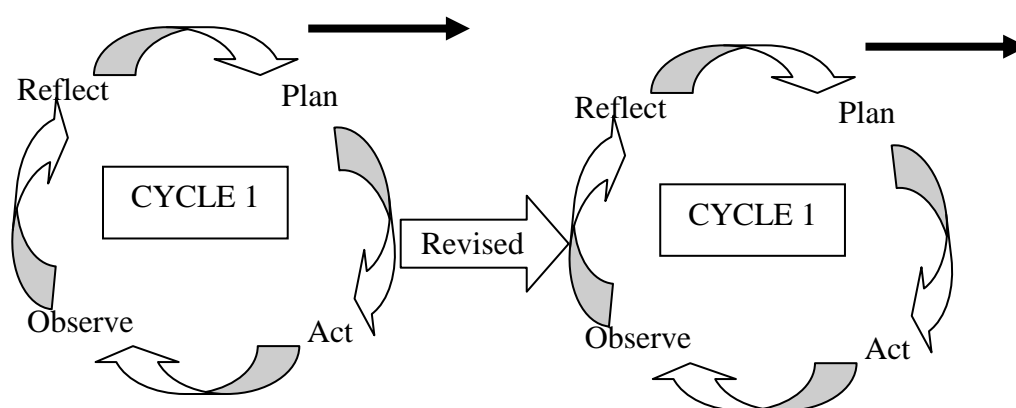 Reflect
Plan
CYCLE 1
Observe
Act
Revised
Reflect
Plan
CYCLE 1
Observe
Act